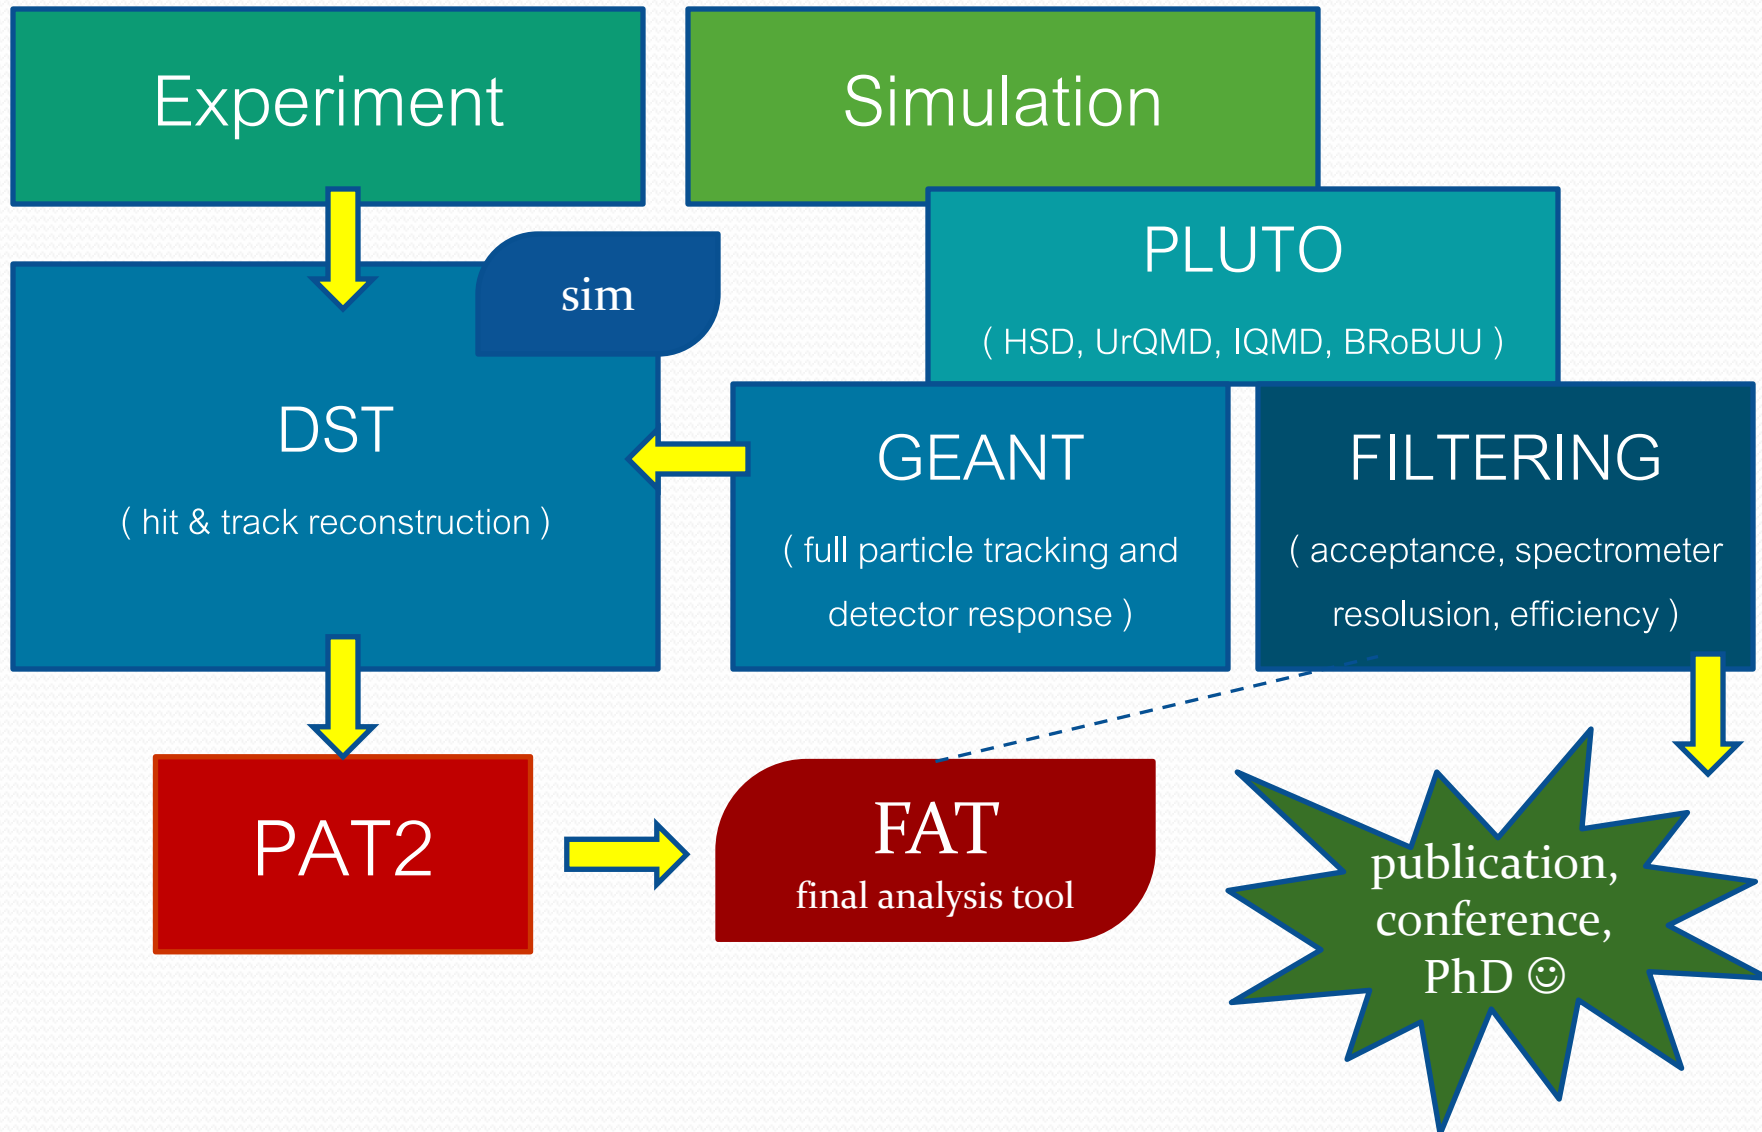 Experiment
Simulation
PLUTO
( HSD, UrQMD, IQMD, BRoBUU )
sim
DST
( hit & track reconstruction )
GEANT
( full particle tracking and
detector response )
FILTERING
( acceptance, spectrometer
resolusion, efficiency )
PAT2
FAT
final analysis tool
publication,
conference,
PhD ☺